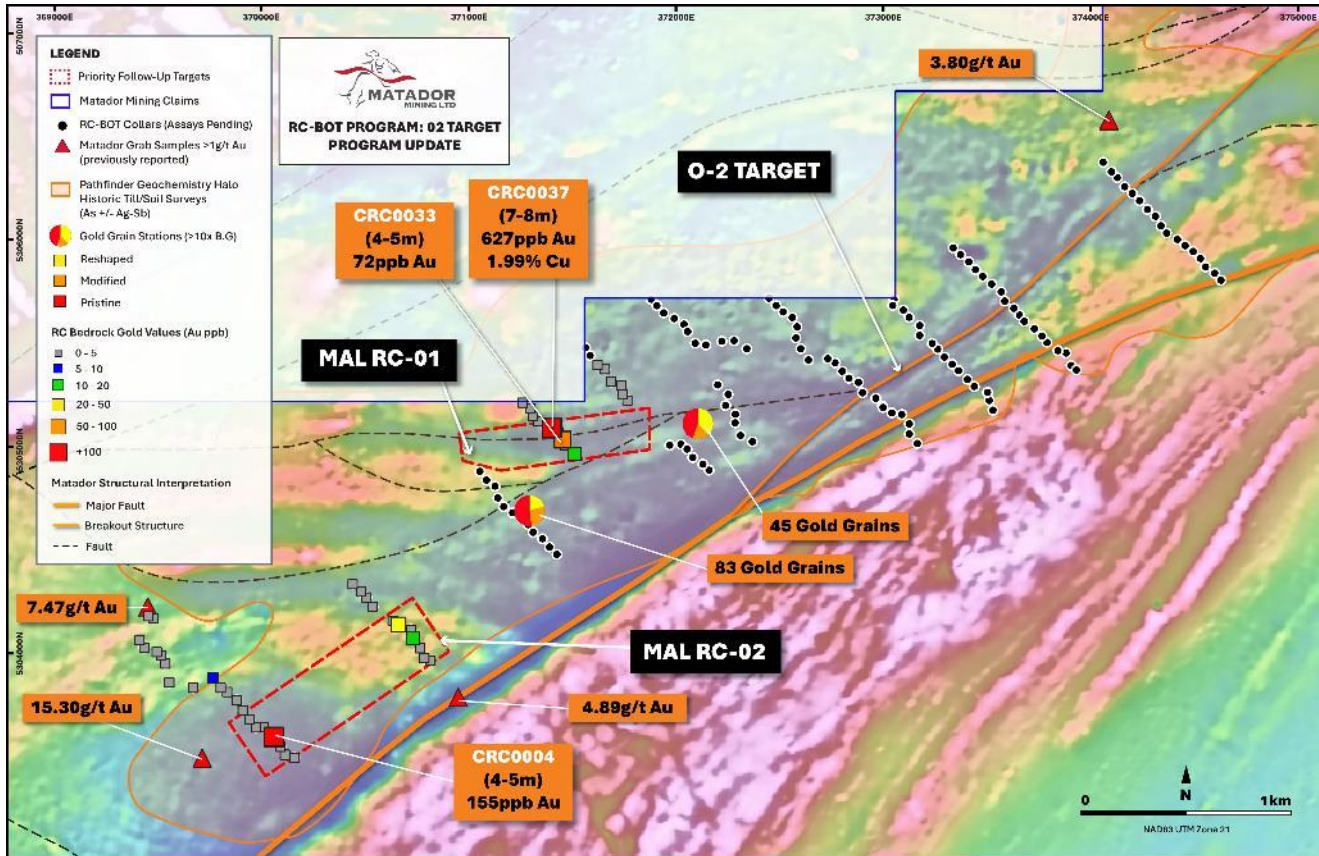 369000E
370000E
371000E
372000E
373000E
374000E
375000E
507000N
5306000N
5305000N
5304000N
LEGEND
Priority Follow-Up Targets
Matador Mining Claims
RC-BOT Collars (Assays Pending)
Matador Grab Samples >1g/t Au
(previously reported)
Pathfinder Geochemistry Halo
Historic Till/Soil Surveys
(As +/- Ag-Sb)
Gold Grain Stations (>10x B.G)
Reshaped
Modified
Pristine
RC Bedrock Gold Values (Au ppb)
0 - 5
5 - 10
10 - 20
20 - 50
50 - 100
+100
Matador Structural Interpretation
Major Fault
Breakout Structure
Fault
MATADOR
MINING LTD
RC-BOT PROGRAM: 02 TARGET
PROGRAM UPDATE
3.80g/t Au
O-2 TARGET
CRC0033
(4-5m)
72ppb Au
CRC0037
(7-8m)
627ppb Au
1.99% Cu
MAL RC-01
45 Gold Grains
83 Gold Grains
7.47g/t Au
MAL RC-02
15.30g/t Au
4.89g/t Au
CRC0004
(4-5m)
155ppb Au
N
0
1km
NAD83 UTM Zone 21